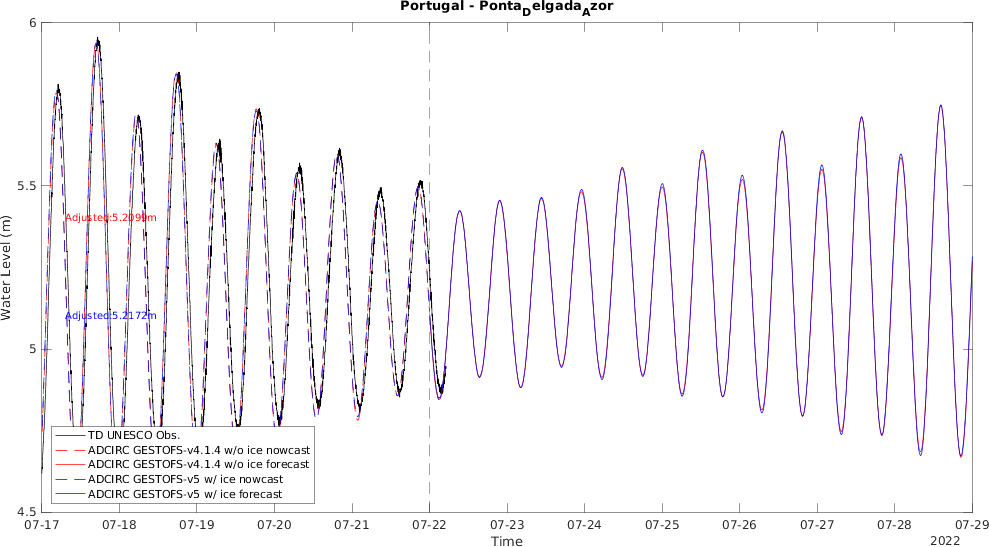 Portugal - Ponta_Delgada_Azor
6
5.5
5
4.5
Water Level (m)
Adjusted:5.2099m
Adjusted:5.2172m
TD UNESCO Obs.
ADCIRC GESTOFS-v4.1.4 w/o ice nowcast
ADCIRC GESTOFS-v4.1.4 w/o ice forecast
ADCIRC GESTOFS-v5 w/ ice nowcast
ADCIRC GESTOFS-v5 w/ ice forecast
07-17 07-18 07-19 07-20 07-21 07-22 07-23 07-24 07-25 07-26 07-27 07-28 07-29
Time
2022